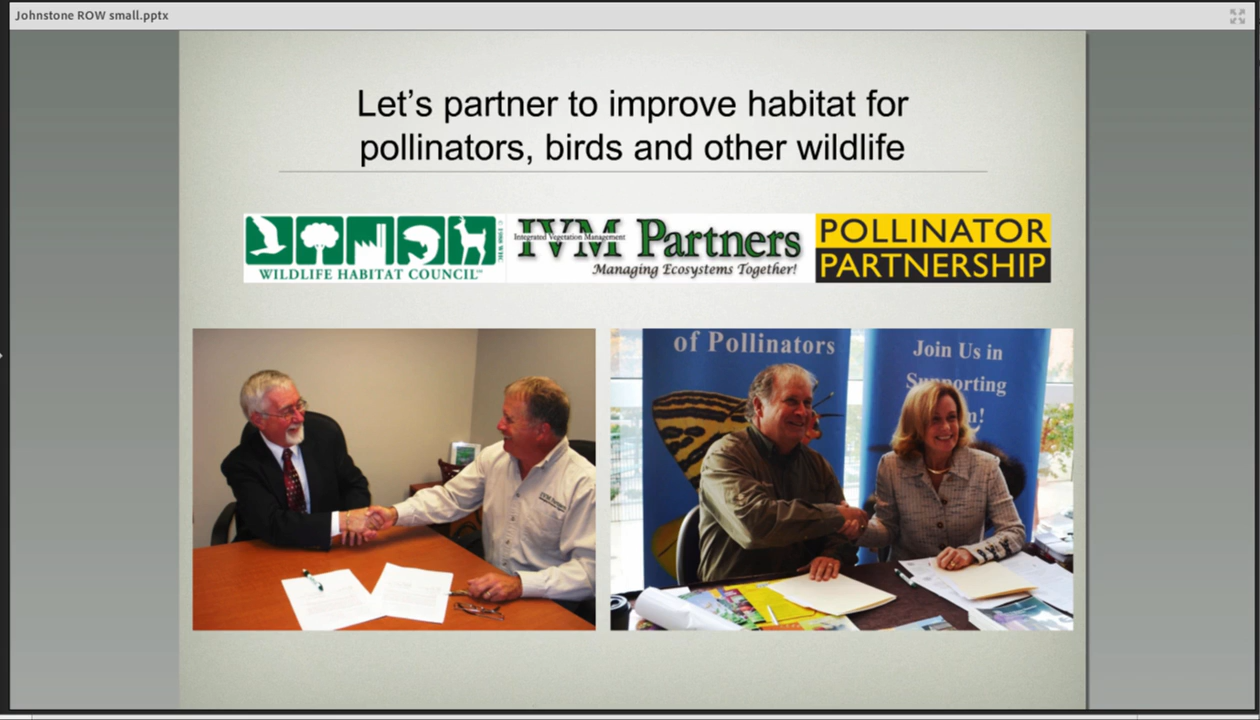 Johnstone ROW small.pptx
Let's partner to improve habitat for
pollinators, birds and other wildlife
WILDLIFE HABITAT COUNCIL
IVM Partners
Integrated Vegetation Management
Managing Ecosystems Together!
POLLINATOR
PARTNERSHIP
of Pollinators
Join Us in
Supporting